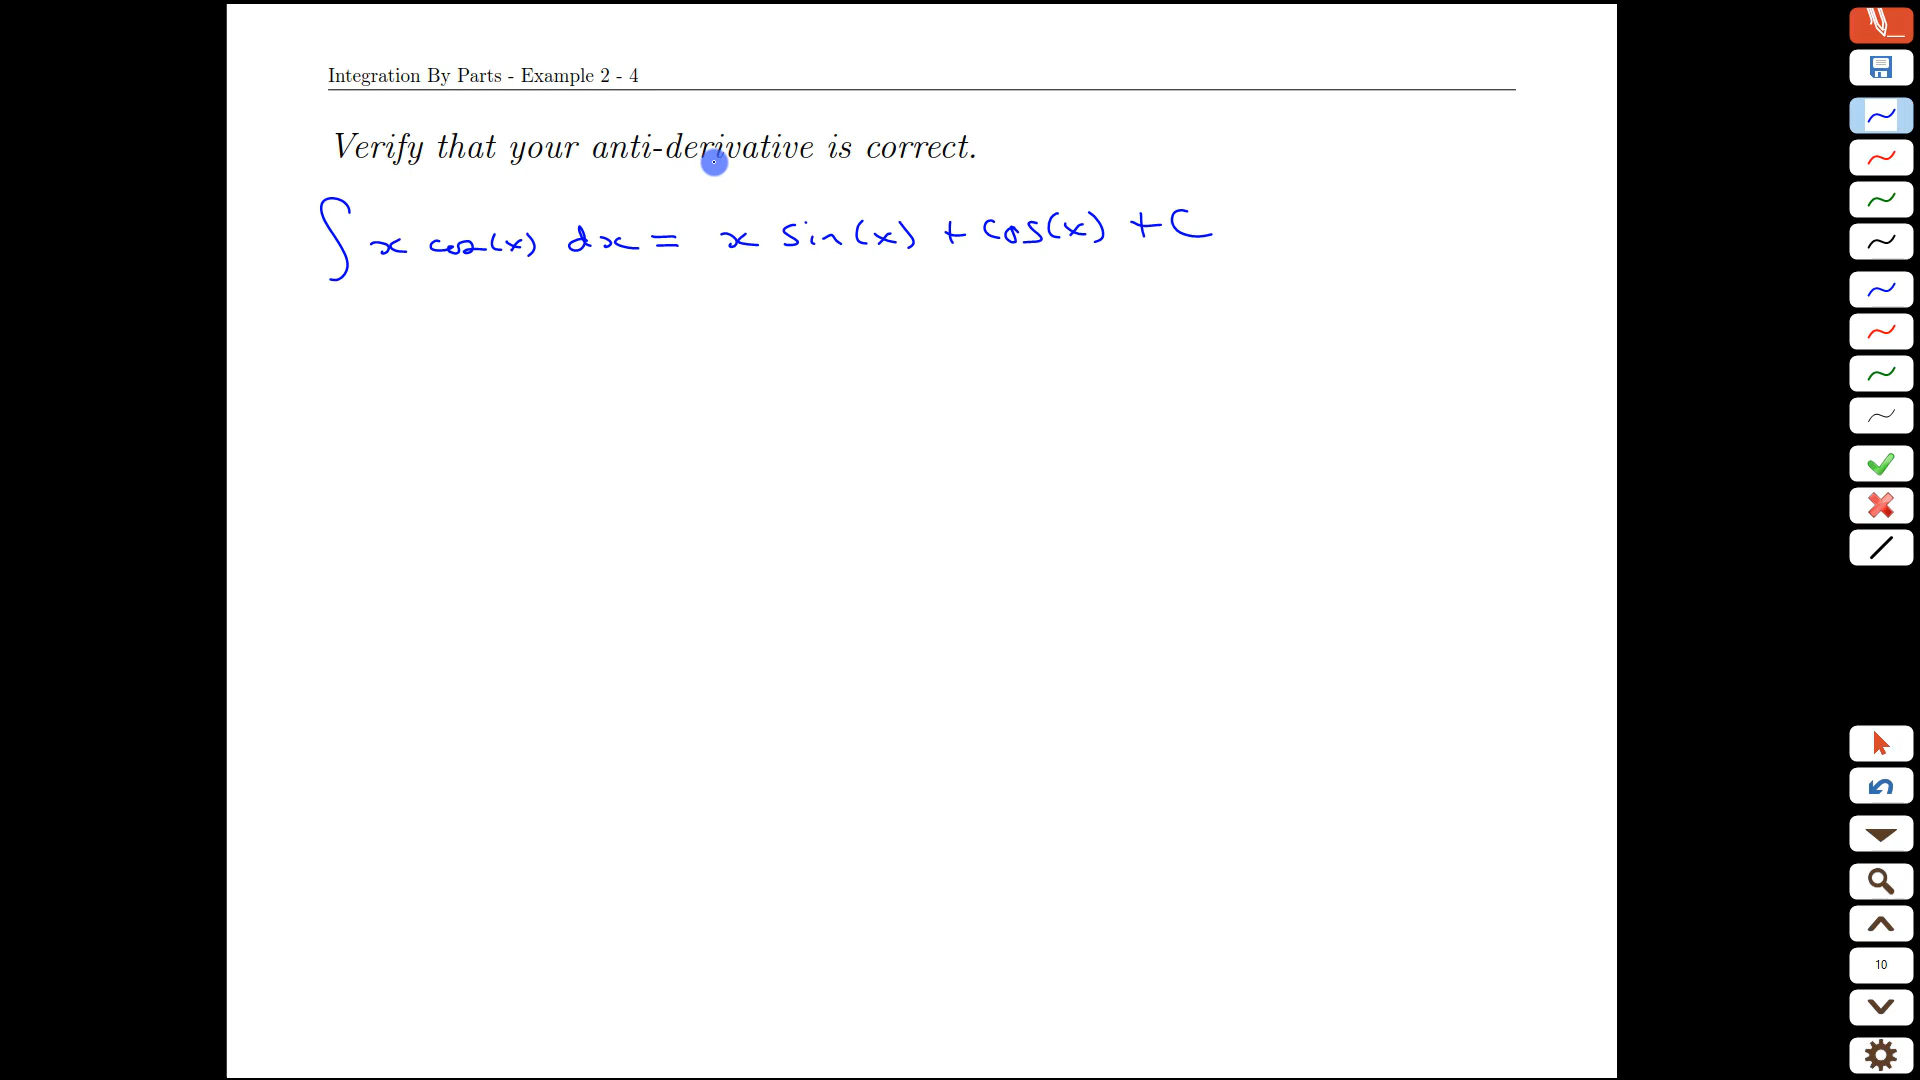 Integration By Parts - Example 2 - 4
Verify that your anti-derivative is correct.
∫ x cos(x) dx = x sin(x) + cos(x) + C
10